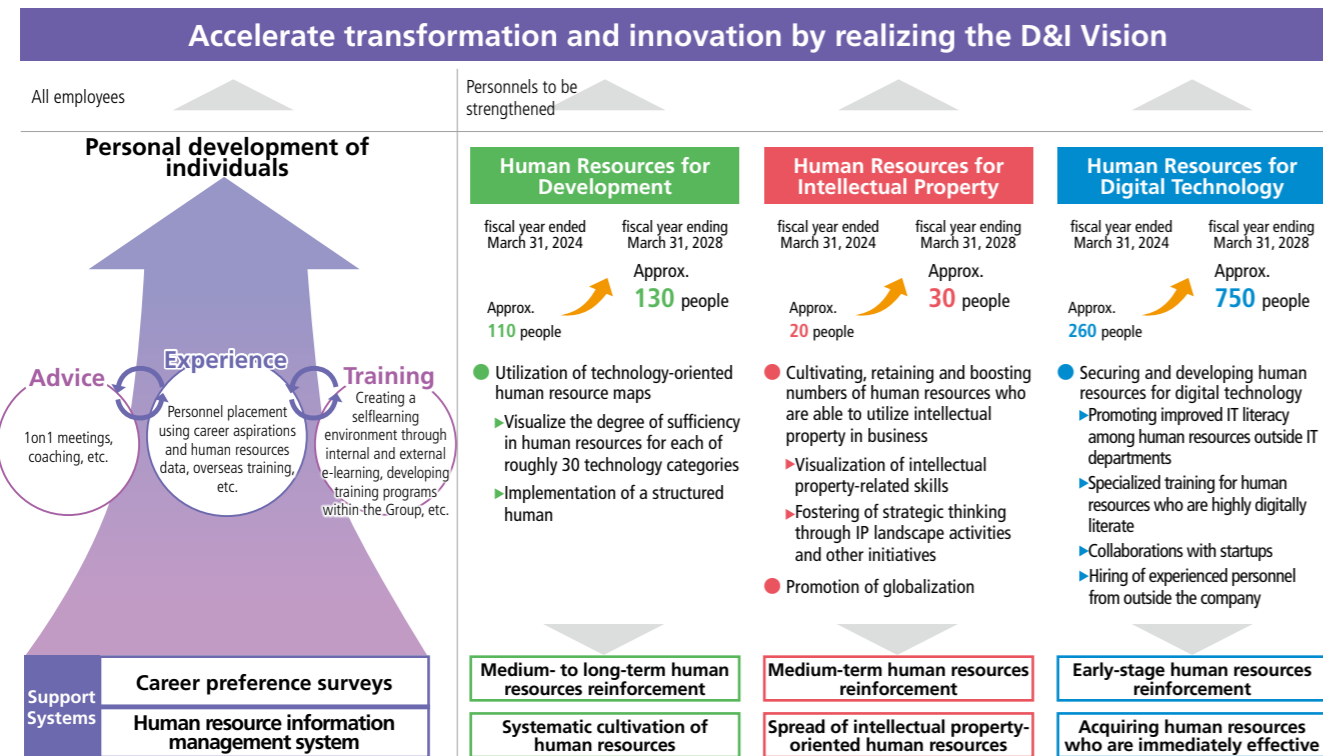 Accelerate transformation and innovation by realizing the D&I Vision
All employees
Personal development of
individuals
Advice
1on1 meetings,
coaching, etc.
Experience
Personnel placement
using career aspirations
and human resources
data, overseas training,
etc.
Training
Creating a
selflearning
environment through
internal and external
e-learning, developing
training programs
within the Group, etc.
Support
Systems
Career preference surveys
Human resource information
management system
Personnels to be
strengthened
Human Resources for
Development
fiscal year ended
March 31, 2024
fiscal year ending
March 31, 2028
Approx.
110 people
Approx.
130 people
Utilization of technology-oriented
human resource maps
Visualize the degree of sufficiency
in human resources for each of
roughly 30 technology categories
Implementation of a structured
human
Medium- to long-term human
resources reinforcement
Systematic cultivation of
human resources
Human Resources for
Intellectual Property
fiscal year ended
March 31, 2024
fiscal year ending
March 31, 2028
Approx.
20 people
Approx.
30 people
Cultivating, retaining and boosting
numbers of human resources who
are able to utilize intellectual
property in business
Visualization of intellectual
property-related skills
Fostering of strategic thinking
through IP landscape activities
and other initiatives
Promotion of globalization
Medium-term human resources
reinforcement
Spread of intellectual property-
oriented human resources
Human Resources for
Digital Technology
fiscal year ended
March 31, 2024
fiscal year ending
March 31, 2028
Approx.
260 people
Approx.
750 people
Securing and developing human
resources for digital technology
Promoting improved IT literacy
among human resources outside IT
departments
Specialized training for human
resources who are highly digitally
literate
Collaborations with startups
Hiring of experienced personnel
from outside the company
Early-stage human resources
reinforcement
Acquiring human resources
who are immediately effective